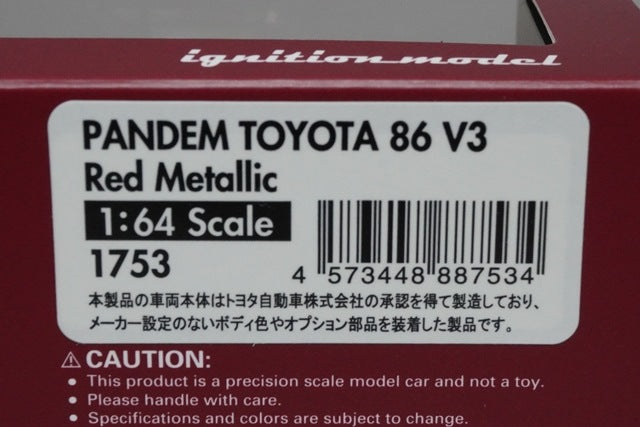 ignition model
PANDEM TOYOTA 86 V3
Red Metallic
1:64 Scale
1753
4 573448 887534
本製品の車両本体はトヨタ自動車株式会社の承認を得て製造しており、
メーカー設定のないボディ色やオプション部品を装着した製品です。
⚠CAUTION:
• This product is a precision scale model car and not a toy.
• Please handle with care.
• Specifications and colors are subject to change.